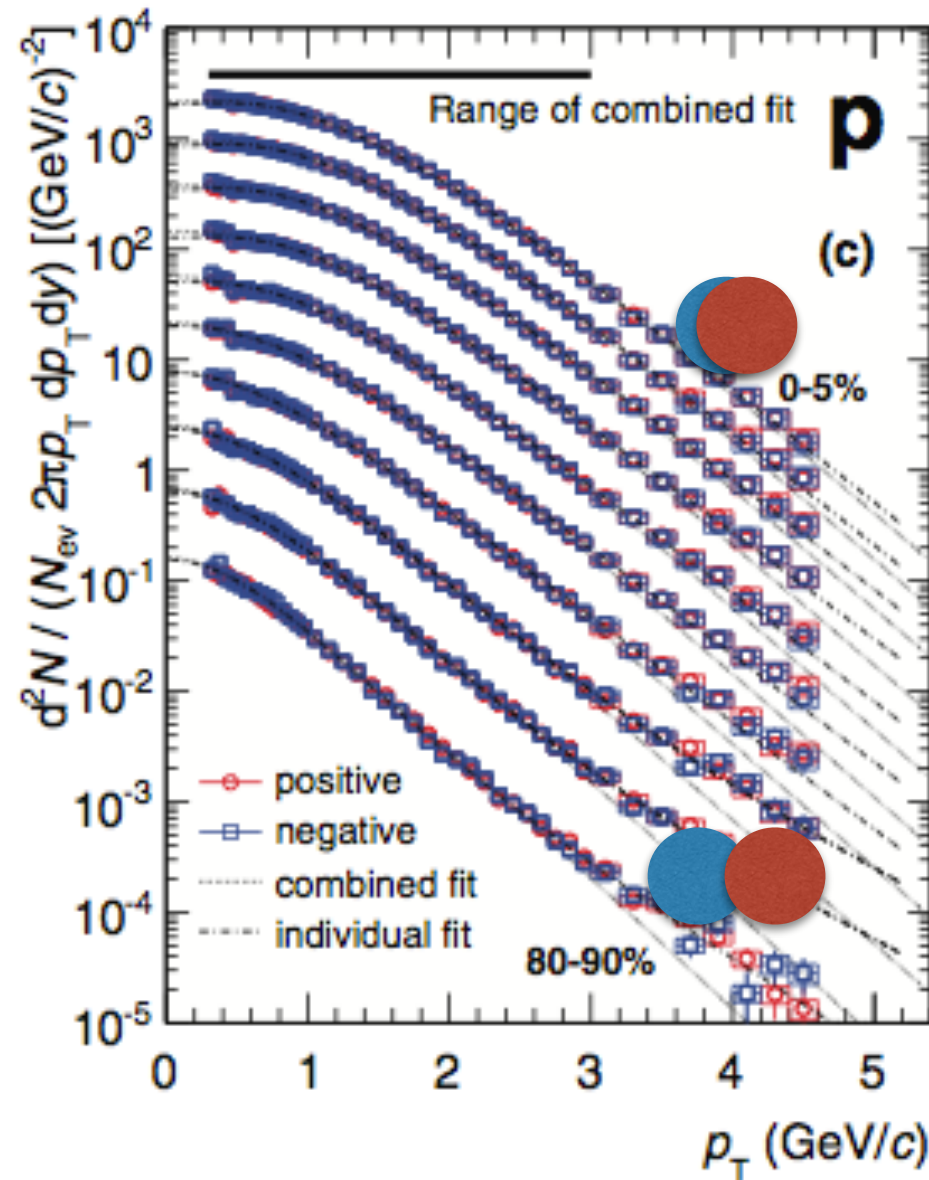 d²N / (N_ev 2πp_T dp_T dy) [(GeV/c)⁻²]
10⁴
10³
10²
10
1
10⁻¹
10⁻²
10⁻³
10⁻⁴
10⁻⁵
Range of combined fit
p
(c)
0-5%
positive
negative
combined fit
individual fit
80-90%
0 1 2 3 4 5
p_T (GeV/c)